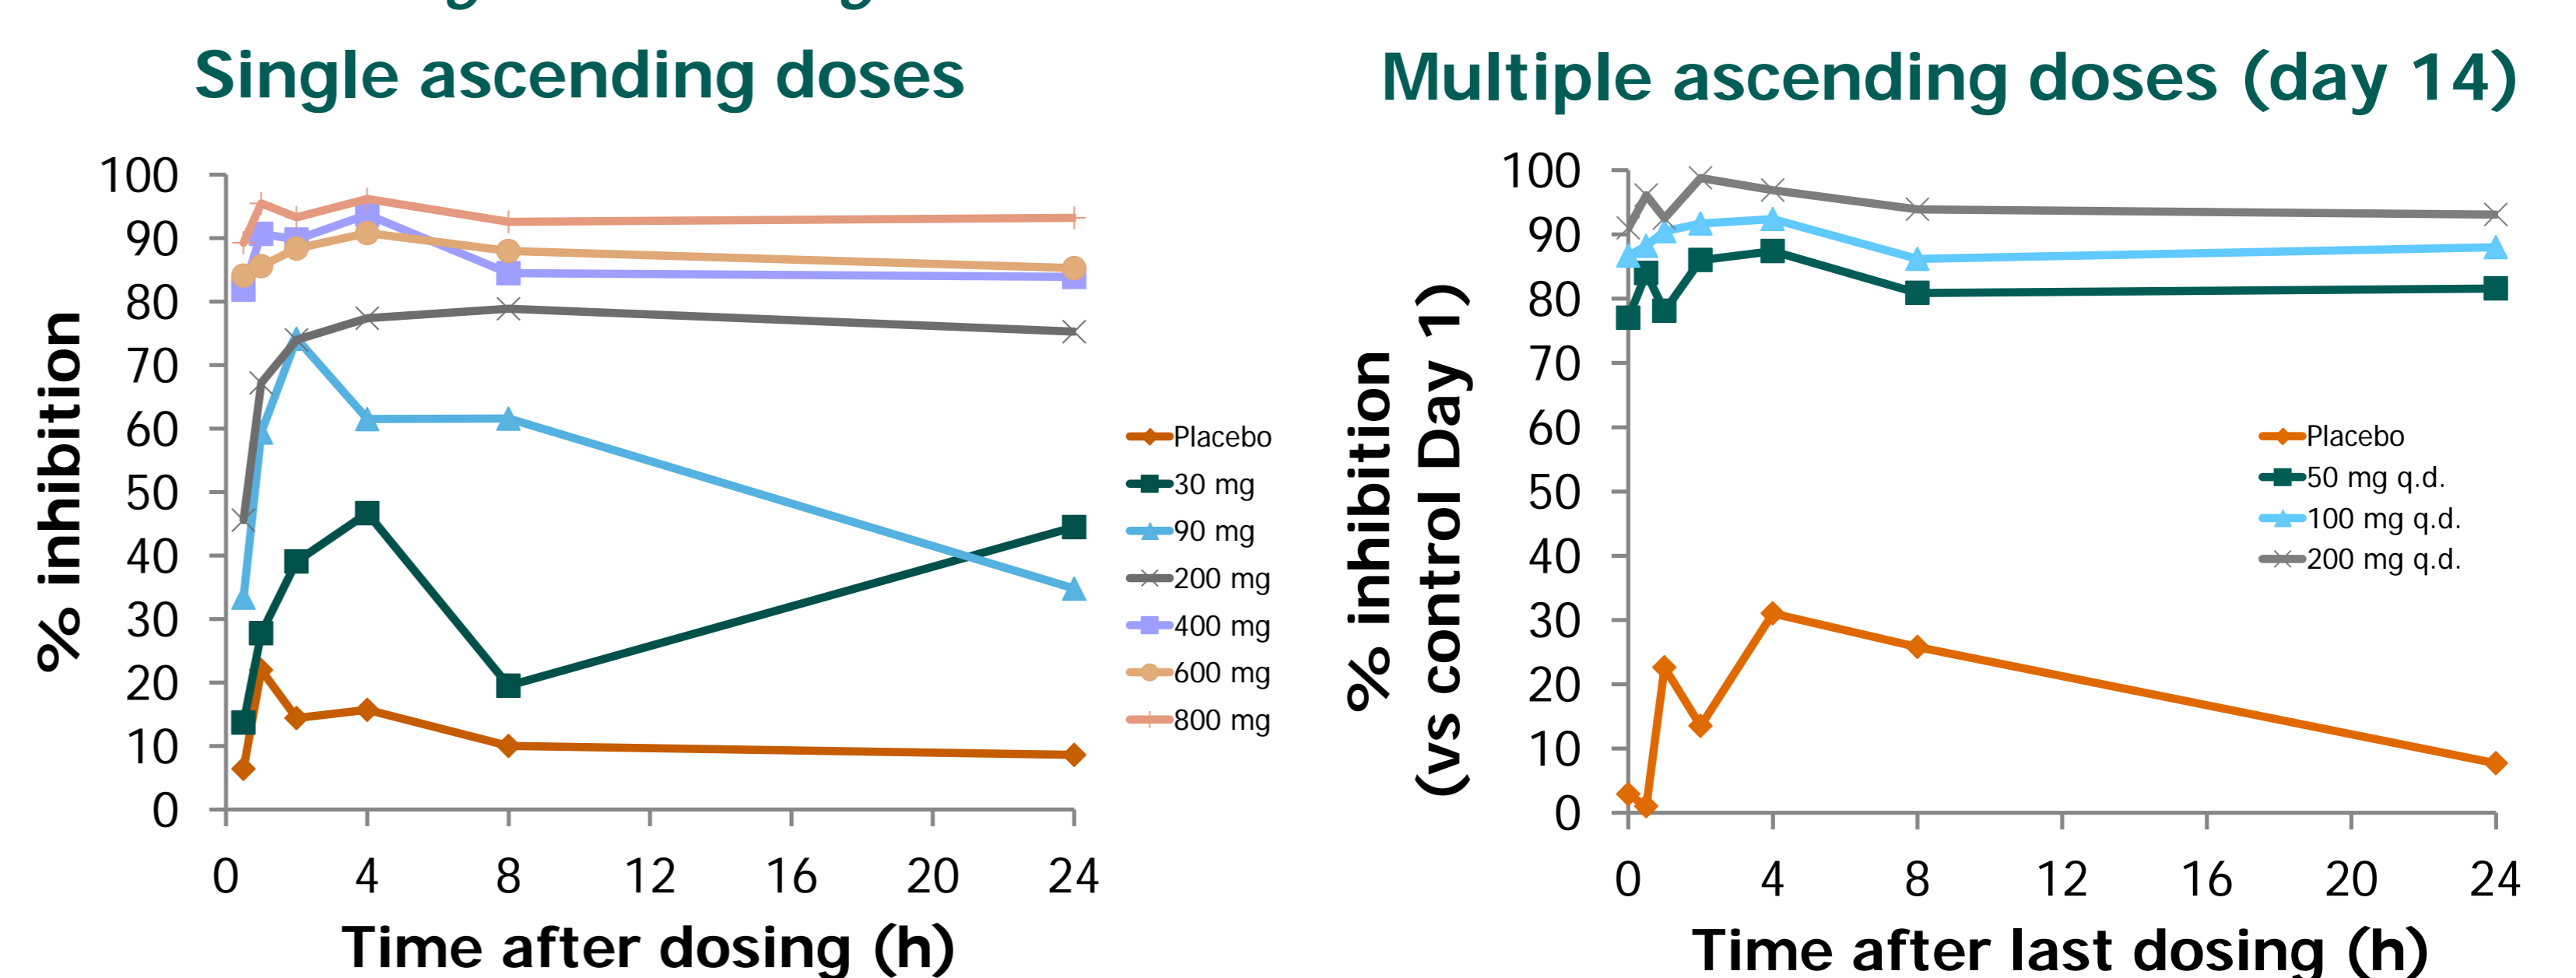 Single ascending doses
100
90
80
70
60
50
40
30
20
10
0
% inhibition
0 4 8 12 16 20 24
Time after dosing (h)
Placebo
30 mg
90 mg
200 mg
400 mg
600 mg
800 mg
Multiple ascending doses (day 14)
100
90
80
70
60
50
40
30
20
10
0
% inhibition
(vs control Day 1)
0 4 8 12 16 20 24
Time after last dosing (h)
Placebo
50 mg q.d.
100 mg q.d.
200 mg q.d.